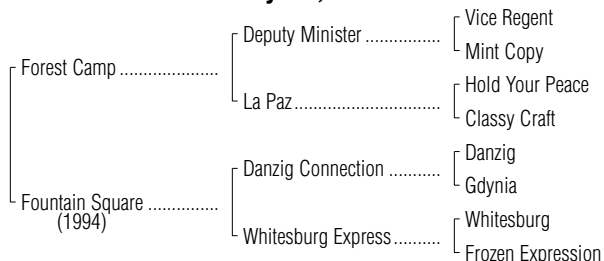 Forest Camp ......................
Deputy Minister ................
Vice Regent
Mint Copy
La Paz...............................
Hold Your Peace
Classy Craft
Fountain Square ...............
(1994)
Danzig Connection ...........
Danzig
Gdynia
Whitesburg Express..........
Whitesburg
Frozen Expression